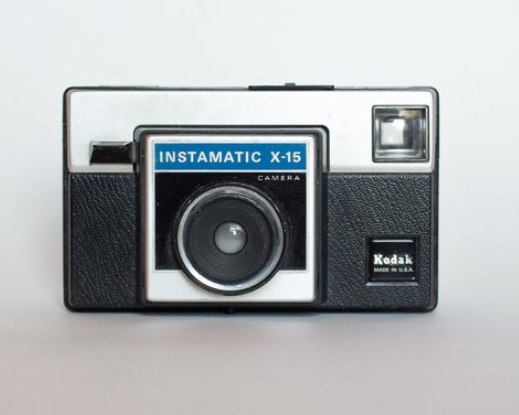 INSTAMATIC X-15
CAMERA
Kodak
MADE IN U.S.A.